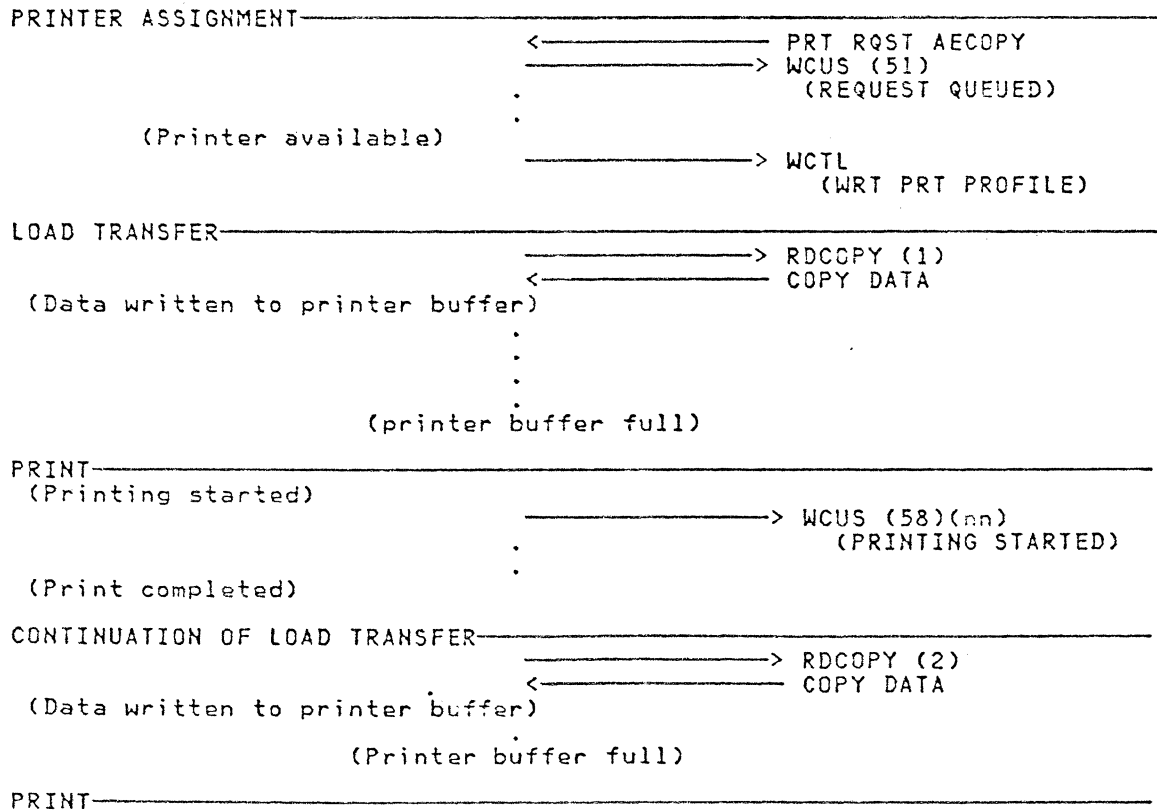 PRINTER ASSIGNMENT
PRT RQST AECOPY
WCUS (51)
(REQUEST QUEUED)
(Printer available)
WCTL
(WRT PRT PROFILE)
LOAD TRANSFER
RDCOPY (1)
COPY DATA
(Data written to printer buffer)
(printer buffer full)
PRINT
(Printing started)
WCUS (58)(nn)
(PRINTING STARTED)
(Print completed)
CONTINUATION OF LOAD TRANSFER
RDCOPY (2)
COPY DATA
(Data written to printer buffer)
(Printer buffer full)
PRINT